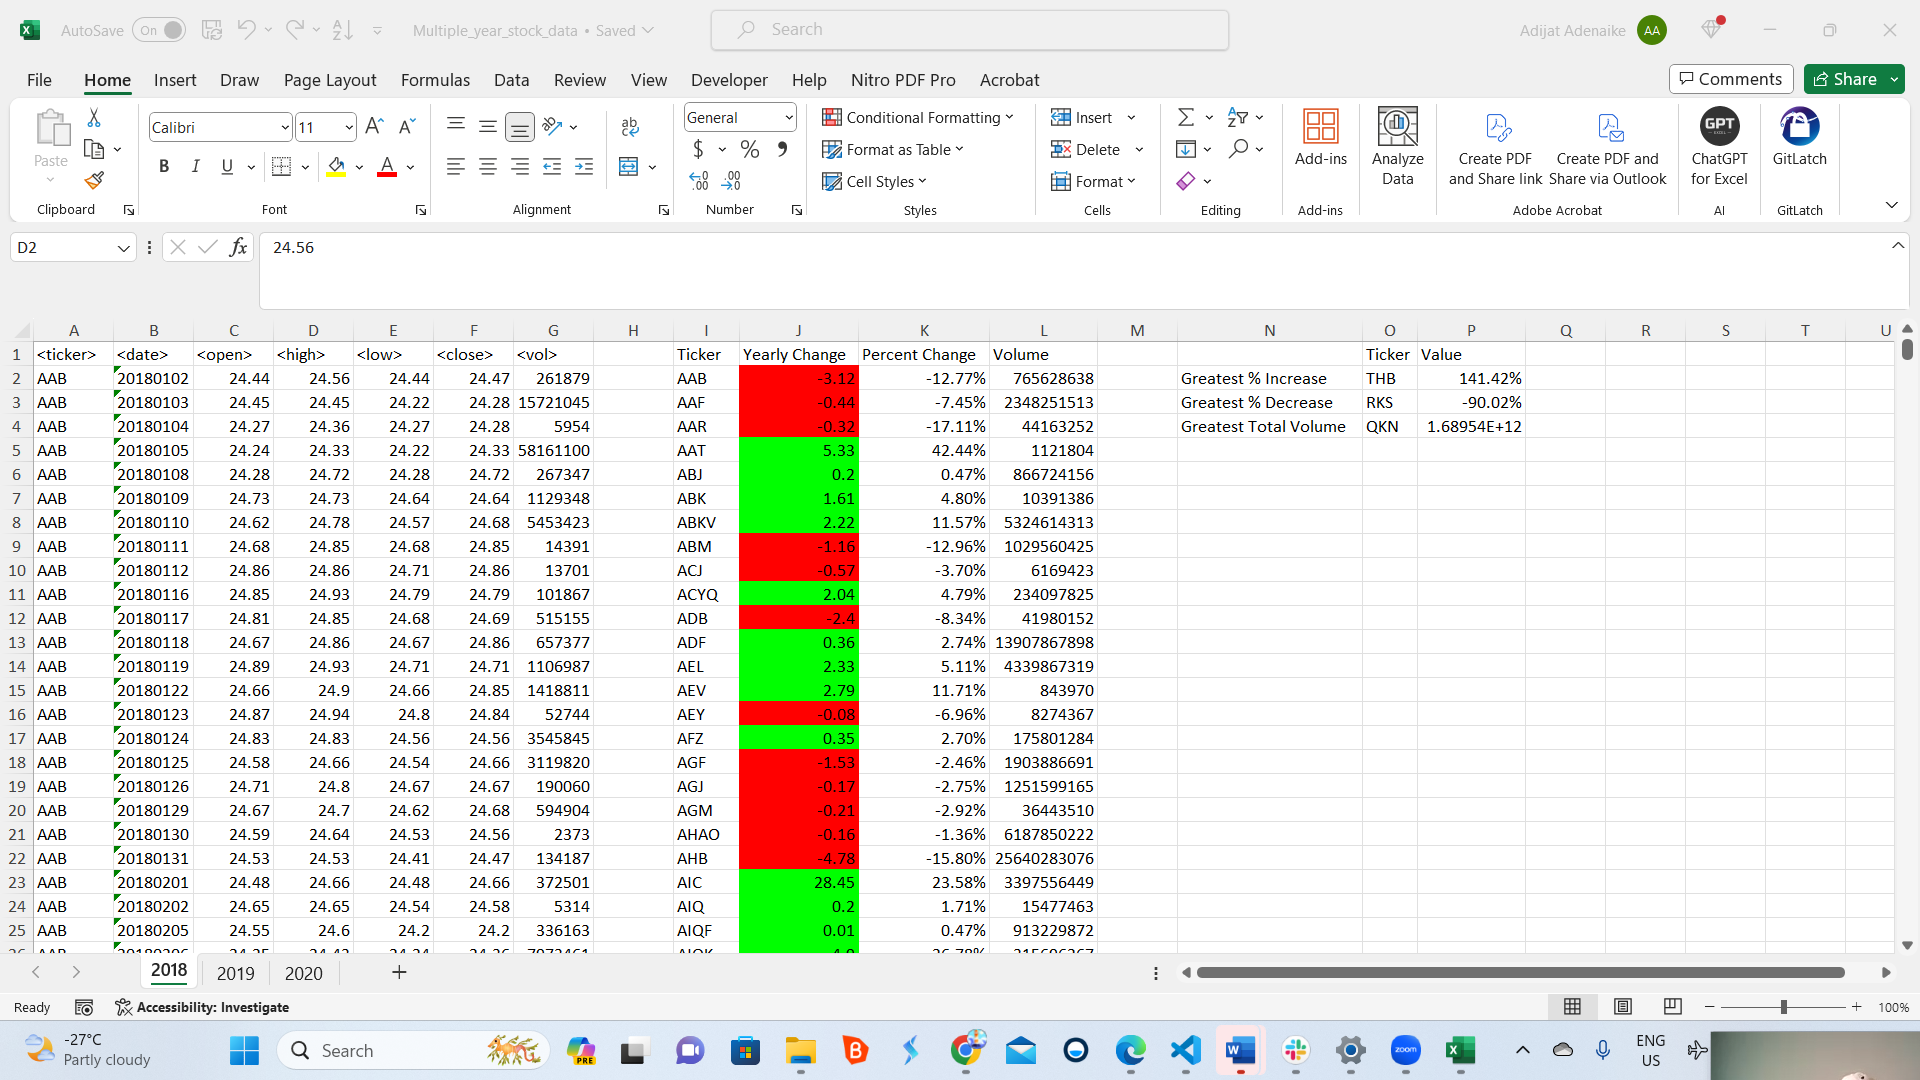 AutoSave On Multiple_year_stock_data • Saved Search Adijat Adenaike AA
File Home Insert Draw Page Layout Formulas Data Review View Developer Help Nitro PDF Pro Acrobat Comments Share
Paste Calibri 11 General Conditional Formatting Insert Add-ins Analyze Data Create PDF and Share link Create PDF and Share via Outlook ChatGPT for Excel GitLatch
B I U A $ % Format as Table Delete
Cell Styles Format
Clipboard Font Alignment Number Styles Cells Editing Add-ins Adobe Acrobat AI GitLatch
D2 fx 24.56
A B C D E F G H I J K L M N O P Q R S T U
1 <ticker> <date> <open> <high> <low> <close> <vol> Ticker Yearly Change Percent Change Volume Ticker Value
2 AAB 20180102 24.44 24.56 24.44 24.47 261879 AAB -3.12 -12.77% 765628638 Greatest % Increase THB 141.42%
3 AAB 20180103 24.45 24.45 24.22 24.28 15721045 AAF -0.44 -7.45% 2348251513 Greatest % Decrease RKS -90.02%
4 AAB 20180104 24.27 24.36 24.27 24.28 5954 AAR -0.32 -17.11% 44163252 Greatest Total Volume QKN 1.68954E+12
5 AAB 20180105 24.24 24.33 24.22 24.33 58161100 AAT 5.33 42.44% 1121804
6 AAB 20180108 24.28 24.72 24.28 24.72 267347 ABJ 0.2 0.47% 866724156
7 AAB 20180109 24.73 24.73 24.64 24.64 1129348 ABK 1.61 4.80% 10391386
8 AAB 20180110 24.62 24.78 24.57 24.68 5453423 ABKV 2.22 11.57% 5324614313
9 AAB 20180111 24.68 24.85 24.68 24.85 14391 ABM -1.16 -12.96% 1029560425
10 AAB 20180112 24.86 24.86 24.71 24.86 13701 ACJ -0.57 -3.70% 6169423
11 AAB 20180116 24.85 24.93 24.79 24.79 101867 ACYQ 2.04 4.79% 234097825
12 AAB 20180117 24.81 24.85 24.68 24.69 515155 ADB -2.4 -8.34% 41980152
13 AAB 20180118 24.67 24.86 24.67 24.86 657377 ADF 0.36 2.74% 13907867898
14 AAB 20180119 24.89 24.93 24.71 24.71 1106987 AEL 2.33 5.11% 4339867319
15 AAB 20180122 24.66 24.9 24.66 24.85 1418811 AEV 2.79 11.71% 843970
16 AAB 20180123 24.87 24.94 24.8 24.84 52744 AEY -0.08 -6.96% 8274367
17 AAB 20180124 24.83 24.83 24.56 24.56 3545845 AFZ 0.35 2.70% 175801284
18 AAB 20180125 24.58 24.66 24.54 24.66 3119820 AGF -1.53 -2.46% 1903886691
19 AAB 20180126 24.71 24.8 24.67 24.67 190060 AGJ -0.17 -2.75% 1251599165
20 AAB 20180129 24.67 24.7 24.62 24.68 594904 AGM -0.21 -2.92% 36443510
21 AAB 20180130 24.59 24.64 24.53 24.56 2373 AHAO -0.16 -1.36% 6187850222
22 AAB 20180131 24.53 24.53 24.41 24.47 134187 AHB -4.78 -15.80% 25640283076
23 AAB 20180201 24.48 24.66 24.48 24.66 372501 AIC 28.45 23.58% 3397556449
24 AAB 20180202 24.65 24.65 24.54 24.58 5314 AIQ 0.2 1.71% 15477463
25 AAB 20180205 24.55 24.6 24.2 24.2 336163 AIQF 0.01 0.47% 913229872
2018 2019 2020
Ready Accessibility: Investigate 100%
-27°C
Partly cloudy
Search
PRE
zoom
ENG
US